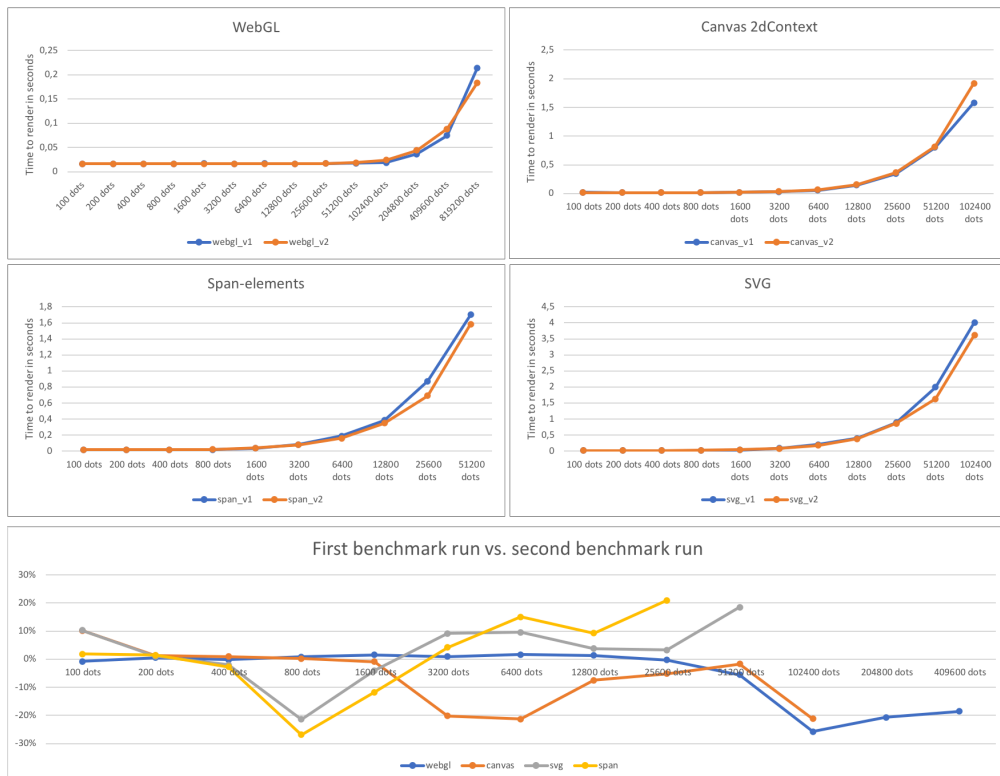 WebGL
Time to render in seconds
0,25
0,2
0,15
0,1
0,05
0
100 dots
200 dots
400 dots
800 dots
1600 dots
3200 dots
6400 dots
12800 dots
25600 dots
51200 dots
102400 dots
204800 dots
409600 dots
819200 dots
webgl_v1
webgl_v2
Canvas 2dContext
Time to render in seconds
2,5
2
1,5
1
0,5
0
100 dots
200 dots
400 dots
800 dots
1600
dots
3200
dots
6400
dots
12800
dots
25600
dots
51200
dots
102400
dots
canvas_v1
canvas_v2
Span-elements
Time to render in seconds
1,8
1,6
1,4
1,2
1
0,8
0,6
0,4
0,2
0
100 dots
200 dots
400 dots
800 dots
1600
dots
3200
dots
6400
dots
12800
dots
25600
dots
51200
dots
span_v1
span_v2
SVG
Time to render in seconds
4,5
4
3,5
3
2,5
2
1,5
1
0,5
0
100 dots
200 dots
400 dots
800 dots
1600
dots
3200
dots
6400
dots
12800
dots
25600
dots
51200
dots
102400
dots
svg_v1
svg_v2
First benchmark run vs. second benchmark run
30%
20%
10%
0%
-10%
-20%
-30%
100 dots
200 dots
400 dots
800 dots
1600 dots
3200 dots
6400 dots
12800 dots
25600 dots
51200 dots
102400 dots
204800 dots
409600 dots
webgl
canvas
svg
span